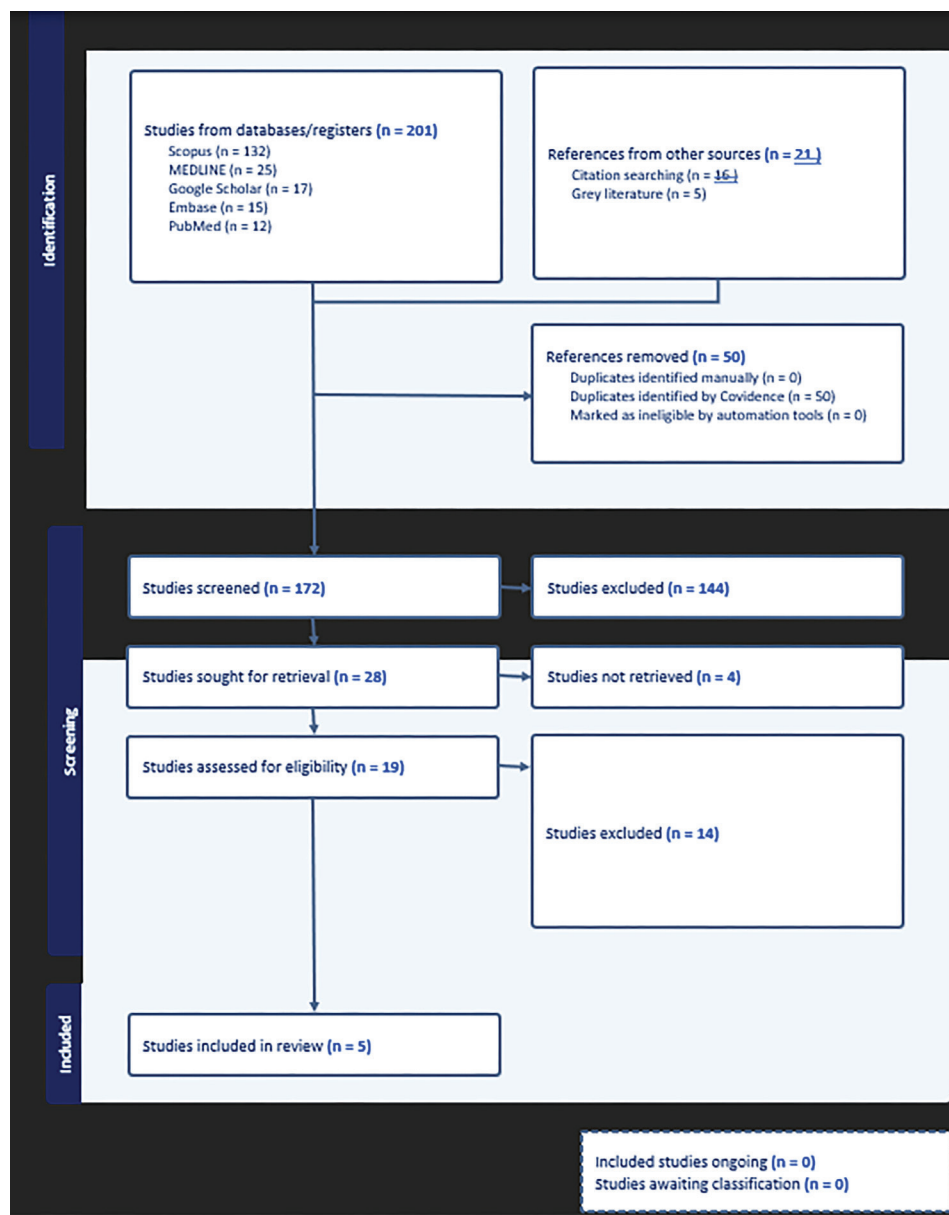 Identification
Studies from databases/registers (n = 201)
Scopus (n = 132)
MEDLINE (n = 25)
Google Scholar (n = 17)
Embase (n = 15)
PubMed (n = 12)
References from other sources (n = 21 )
Citation searching (n = 16 )
Grey literature (n = 5)
References removed (n = 50)
Duplicates identified manually (n = 0)
Duplicates identified by Covidence (n = 50)
Marked as ineligible by automation tools (n = 0)
Screening
Studies screened (n = 172)
Studies excluded (n = 144)
Studies sought for retrieval (n = 28)
Studies not retrieved (n = 4)
Studies assessed for eligibility (n = 19)
Studies excluded (n = 14)
Included
Studies included in review (n = 5)
Included studies ongoing (n = 0)
Studies awaiting classification (n = 0)